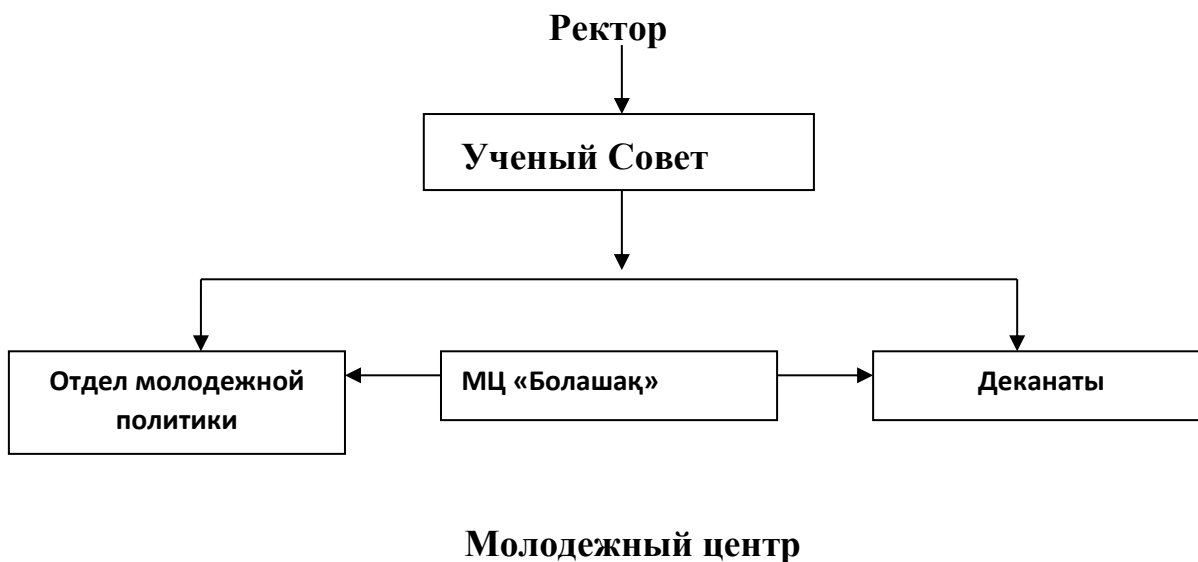 Ректор
Ученый Совет
Отдел молодежной
политики
МЦ «Болашақ»
Деканаты
Молодежный центр